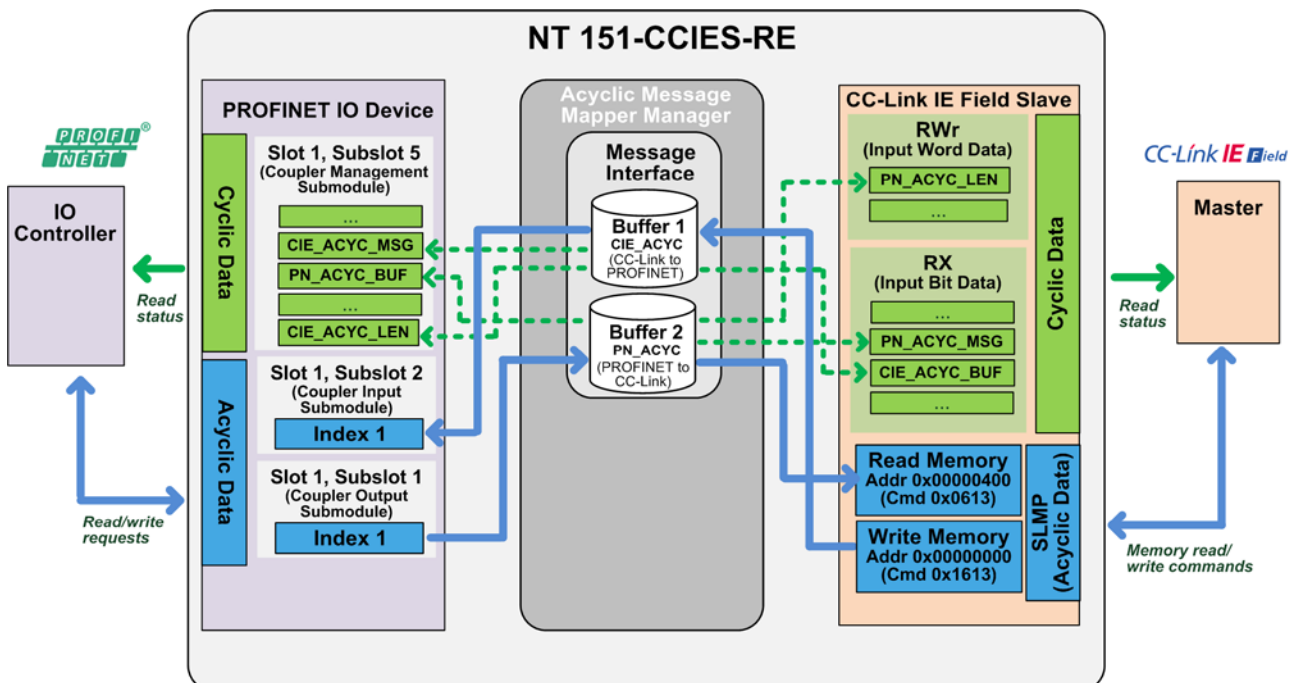 NT 151-CCIES-RE
PROFI
NET®
IO
Controller
Read
status
Read/write
requests
PROFINET IO Device
Cyclic Data
Slot 1, Subslot 5
(Coupler Management
Submodule)
...
CIE_ACYC_MSG
PN_ACYC_BUF
...
CIE_ACYC_LEN
Acyclic Data
Slot 1, Subslot 2
(Coupler Input
Submodule)
Index 1
Slot 1, Subslot 1
(Coupler Output
Submodule)
Index 1
Acyclic Message
Mapper Manager
Message
Interface
Buffer 1
CIE_ACYC
(CC-Link to
PROFINET)
Buffer 2
PN_ACYC
(PROFINET to
CC-Link)
CC-Link IE Field Slave
RWr
(Input Word Data)
PN_ACYC_LEN
...
RX
(Input Bit Data)
...
PN_ACYC_MSG
CIE_ACYC_BUF
...
Cyclic Data
Read Memory
Addr 0x00000400
(Cmd 0x0613)
Write Memory
Addr 0x00000000
(Cmd 0x1613)
SLMP
(Acyclic Data)
CC-Link IE Field
Master
Read
status
Memory read/
write commands